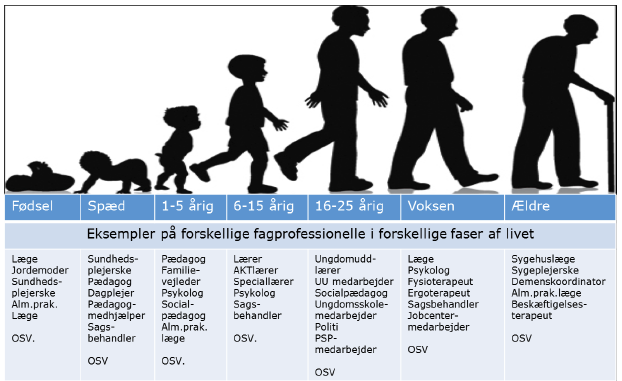 Fødsel
Spæd
1-5 årig
6-15 årig
16-25 årig
Voksen
Ældre
Eksempler på forskellige fagprofessionelle i forskellige faser af livet
Læge
Jordemoder
Sundheds-
plejerske
Alm.prak.
Læge
OSV.
Sundheds-
plejerske
Pædagog
Dagplejer
Pædagog-
medhjælper
Sags-
behandler
OSV
Pædagog
Familie-
vejleder
Psykolog
Social-
pædagog
Alm.prak.
læge
OSV.
Lærer
AKTlærer
Speciallærer
Psykolog
Sags-
behandler
OSV.
Ungdomudd-
lærer
UU medarbejder
Socialpædagog
Ungdomsskole-
medarbejder
Politi
PSP-
medarbejder
OSV
Læge
Psykolog
Fysioterapeut
Ergoterapeut
Sagsbehandler
Jobcenter-
medarbejder
OSV
Sygehuslæge
Sygeplejerske
Demenskoordinator
Alm.prak.læge
Beskæftigelses-
terapeut
OSV